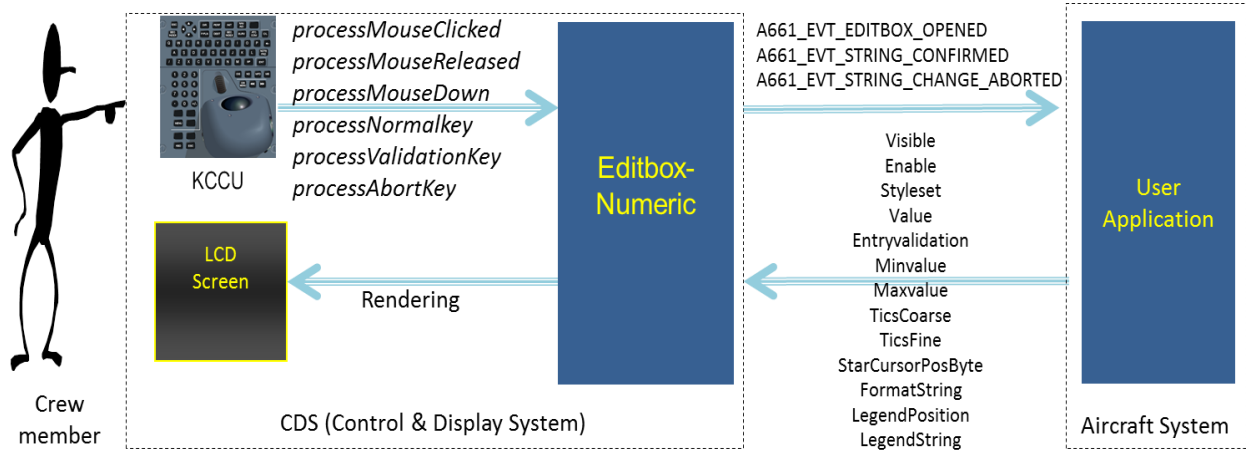 processMouseClicked
processMouseReleased
processMouseDown
processNormalkey
processValidationKey
processAbortKey
KCCU
LCD
Screen
Rendering
Editbox-
Numeric
A661_EVT_EDITBOX_OPENED
A661_EVT_STRING_CONFIRMED
A661_EVT_STRING_CHANGE_ABORTED
Visible
Enable
Styleset
Value
Entryvalidation
Minvalue
Maxvalue
TicsCoarse
TicsFine
StarCursorPosByte
FormatString
LegendPosition
LegendString
User
Application
Crew
member
CDS (Control & Display System)
Aircraft System